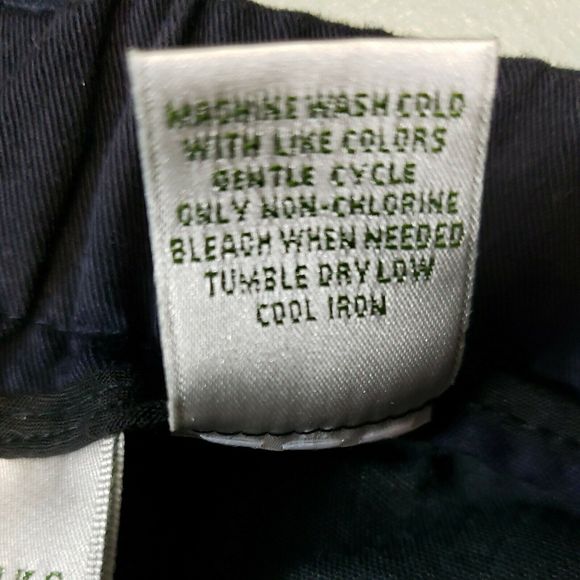 MACHINE WASH COLD
WITH LIKE COLORS
GENTLE CYCLE
ONLY NON-CHLORINE
BLEACH WHEN NEEDED
TUMBLE DRY LOW
COOL IRON